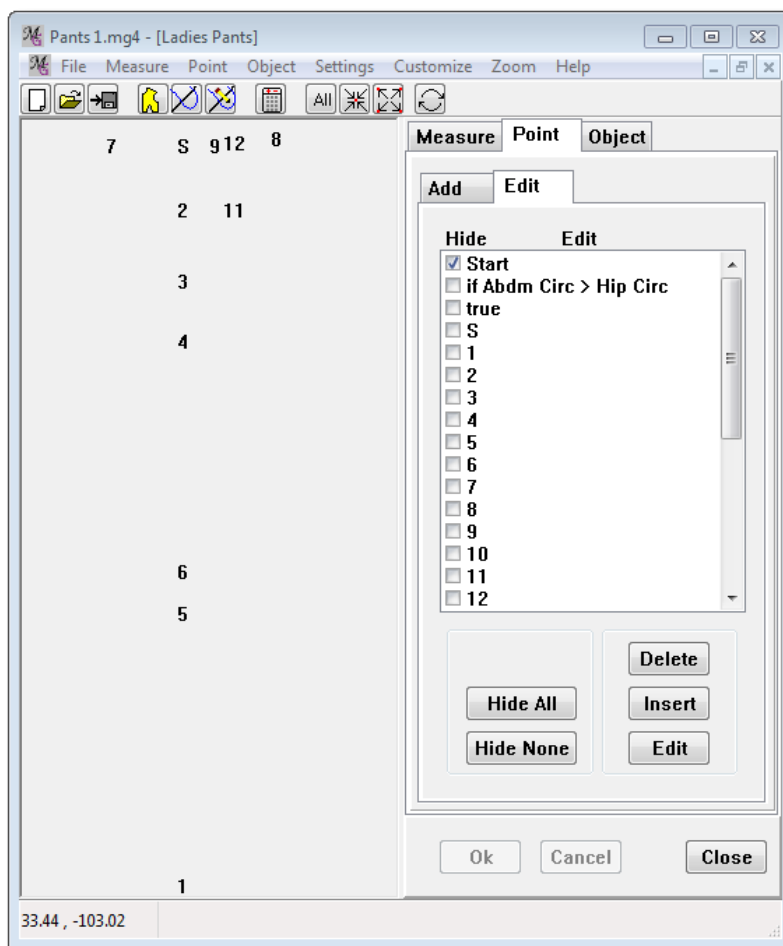 Pants 1.mg4 - [Ladies Pants]
File Measure Point Object Settings Customize Zoom Help
All
7 S 9 12 8
2 11
3
4
6
5
1
Measure Point Object
Add Edit
Hide Edit
Start
if Abdm Circ > Hip Circ
true
S
1
2
3
4
5
6
7
8
9
10
11
12
Delete
Hide All Insert
Hide None Edit
Ok Cancel Close
33.44 , -103.02